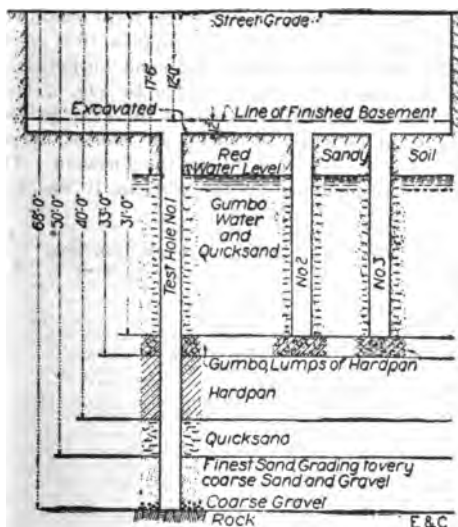 Street Grade
17'-6"
12'-0"
Excavated
Line of Finished Basement
Red Sandy Soil
Water Level
68'-0"
50'-0"
40'-0"
33'-0"
31'-0"
Test Hole No.1
Gumbo
Water
and
Quicksand
No.2
No.3
Gumbo, Lumps of Hardpan
Hardpan
Quicksand
Finest Sand, Grading to very
coarse Sand and Gravel
Coarse Gravel
Rock
E & C.